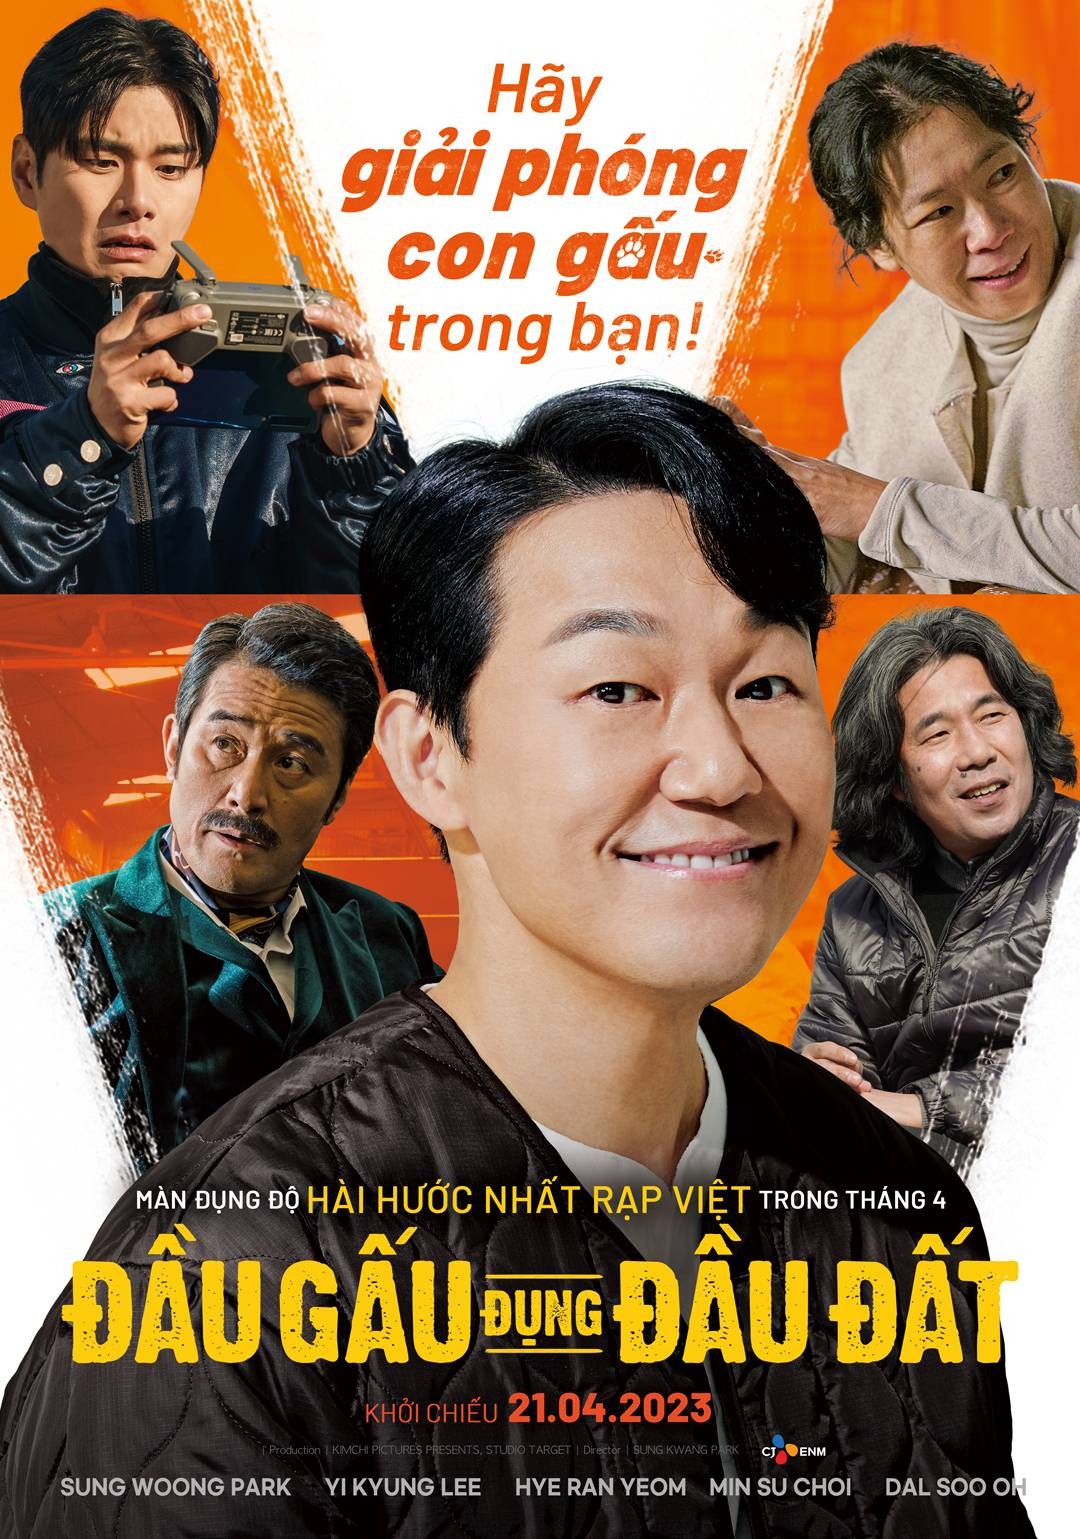 Hãy
giải phóng
con gấu
trong bạn!
MÀN ĐỤNG ĐỘ HÀI HƯỚC NHẤT RẠP VIỆT TRONG THÁNG 4
ĐẦU GẤU ĐỤNG ĐẦU ĐẤT
KHỞI CHIẾU 21.04.2023
| Production | KIMCHI PICTURES PRESENTS, STUDIO TARGET | Director | SUNG KWANG PARK CJ ENM
SUNG WOONG PARK YI KYUNG LEE HYE RAN YEOM MIN SU CHOI DAL SOO OH